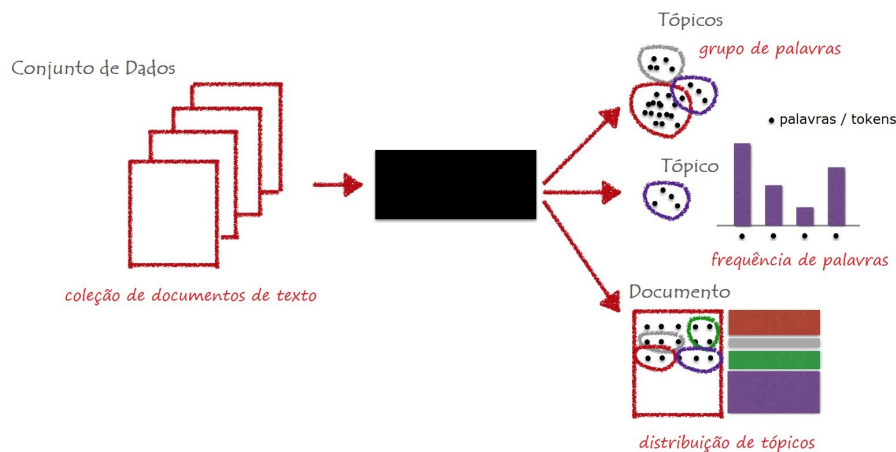 Conjunto de Dados
coleção de documentos de texto
Tópicos
grupo de palavras
palavras / tokens
Tópico
frequência de palavras
Documento
distribuição de tópicos